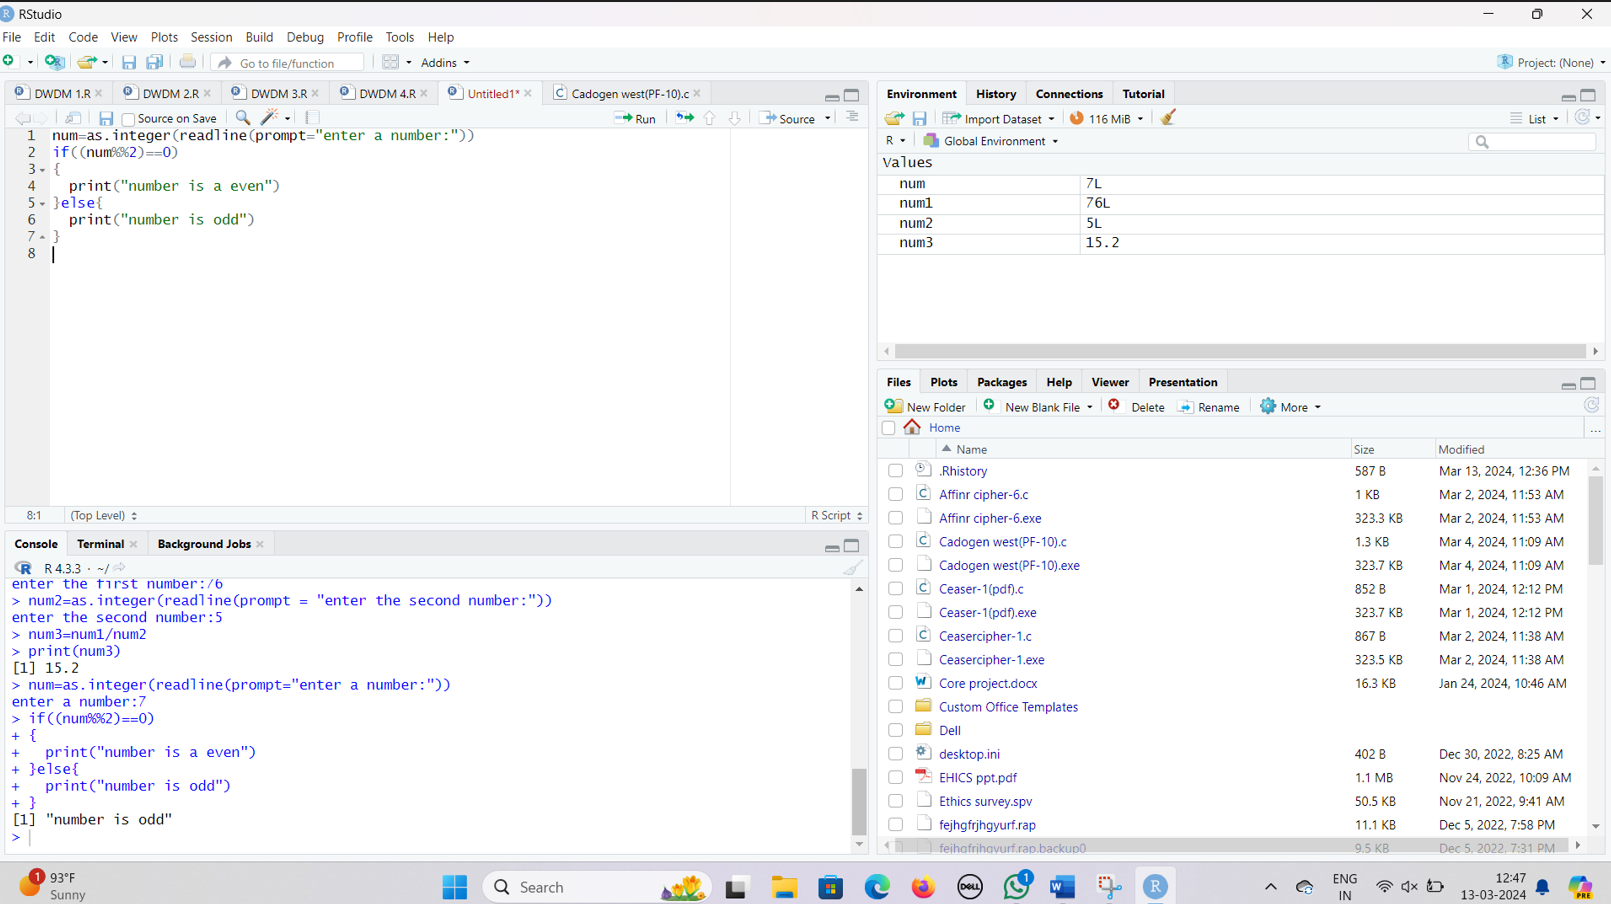 RStudio
File Edit Code View Plots Session Build Debug Profile Tools Help
Go to file/function Addins Project: (None)
DWDM 1.R DWDM 2.R DWDM 3.R DWDM 4.R Untitled1* Cadogen west(PF-10).c
Source on Save Run Source
1 num=as.integer(readline(prompt="enter a number:"))
2 if((num%%2)==0)
3 {
4 print("number is a even")
5 }else{
6 print("number is odd")
7 }
8
8:1 (Top Level) R Script
Console Terminal Background Jobs
R 4.3.3 · ~/
enter the first number:76
> num2=as.integer(readline(prompt = "enter the second number:"))
enter the second number:5
> num3=num1/num2
> print(num3)
[1] 15.2
> num=as.integer(readline(prompt="enter a number:"))
enter a number:7
> if((num%%2)==0)
+ {
+ print("number is a even")
+ }else{
+ print("number is odd")
+ }
[1] "number is odd"
>
Environment History Connections Tutorial
Import Dataset 116 MiB List
R Global Environment
Values
num 7L
num1 76L
num2 5L
num3 15.2
Files Plots Packages Help Viewer Presentation
New Folder New Blank File Delete Rename More
Home ...
Name Size Modified
.Rhistory 587 B Mar 13, 2024, 12:36 PM
Affinr cipher-6.c 1 KB Mar 2, 2024, 11:53 AM
Affinr cipher-6.exe 323.3 KB Mar 2, 2024, 11:53 AM
Cadogen west(PF-10).c 1.3 KB Mar 4, 2024, 11:09 AM
Cadogen west(PF-10).exe 323.7 KB Mar 4, 2024, 11:09 AM
Ceaser-1(pdf).c 852 B Mar 1, 2024, 12:12 PM
Ceaser-1(pdf).exe 323.7 KB Mar 1, 2024, 12:12 PM
Ceasercipher-1.c 867 B Mar 2, 2024, 11:38 AM
Ceasercipher-1.exe 323.5 KB Mar 2, 2024, 11:38 AM
Core project.docx 16.3 KB Jan 24, 2024, 10:46 AM
Custom Office Templates
Dell
desktop.ini 402 B Dec 30, 2022, 8:25 AM
EHICS ppt.pdf 1.1 MB Nov 24, 2022, 10:09 AM
Ethics survey.spv 50.5 KB Nov 21, 2022, 9:41 AM
fejhgfrjhgyurf.rap 11.1 KB Dec 5, 2022, 7:58 PM
fejhgfrjhgyurf.rap.backup0 9.5 KB Dec 5, 2022, 7:31 PM
1 93°F
Sunny
Search
DELL
1
ENG
IN
12:47
13-03-2024
PRE